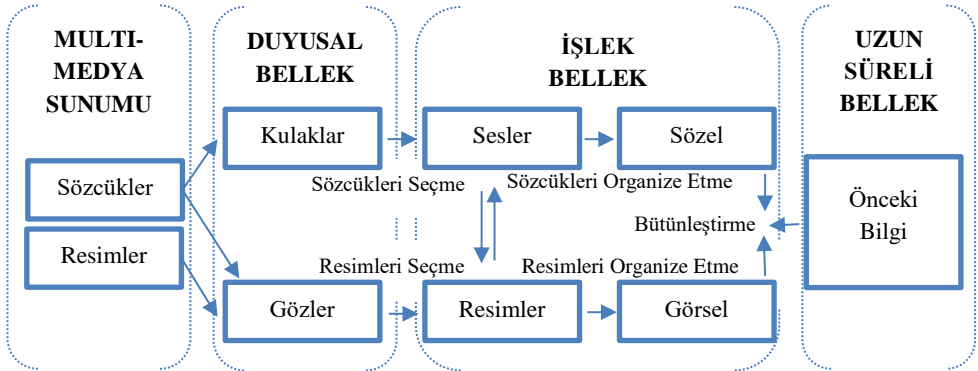 MULTI-
MEDYA
SUNUMU
Sözcükler
Resimler
DUYUSAL
BELLEK
Kulaklar
Gözler
Sözcükleri Seçme
Resimleri Seçme
İŞLEK
BELLEK
Sesler
Sözel
Sözcükleri Organize Etme
Bütünleştirme
Resimleri Organize Etme
Resimler
Görsel
UZUN
SÜRELİ
BELLEK
Önceki
Bilgi